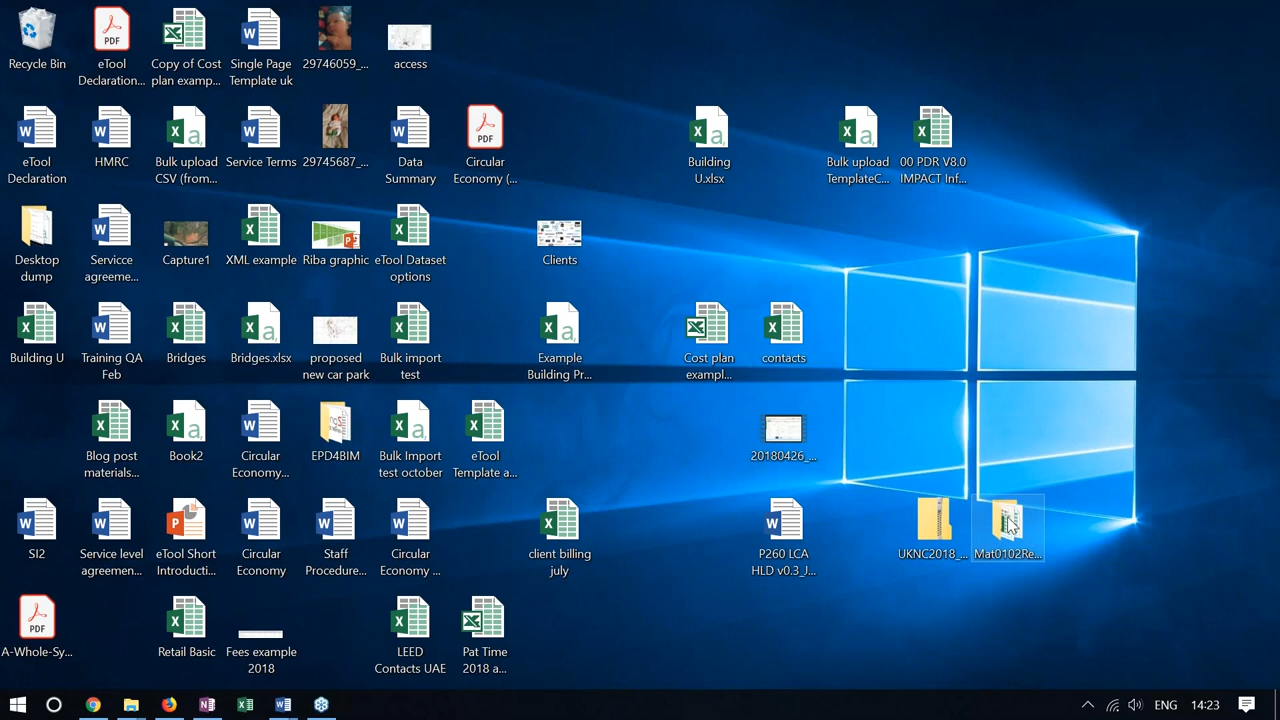 Recycle Bin
eTool
Declaration...
Copy of Cost
plan examp...
Single Page
Template uk
29746059_...
access
eTool
Declaration
HMRC
Bulk upload
CSV (from...
Service Terms
29745687_...
Data
Summary
Circular
Economy (...
Building
U.xlsx
Bulk upload
TemplateC...
00 PDR V8.0
IMPACT Inf...
Desktop
dump
Servicce
agreeme...
Capture1
XML example
Riba graphic
eTool Dataset
options
Clients
Building U
Training QA
Feb
Bridges
Bridges.xlsx
proposed
new car park
Bulk import
test
Example
Building Pr...
Cost plan
exampl...
contacts
Blog post
materials...
Book2
Circular
Economy...
EPD4BIM
Bulk Import
test october
eTool
Template a...
20180426_...
SI2
Service level
agreemen...
eTool Short
Introducti...
Circular
Economy
Staff
Procedure...
Circular
Economy ...
client billing
july
P260 LCA
HLD v0.3_J...
UKNC2018_...
Mat0102Re...
A-Whole-Sy...
Retail Basic
Fees example
2018
LEED
Contacts UAE
Pat Time
2018 a...
PDF
PDF
PDF
ENG
14:23